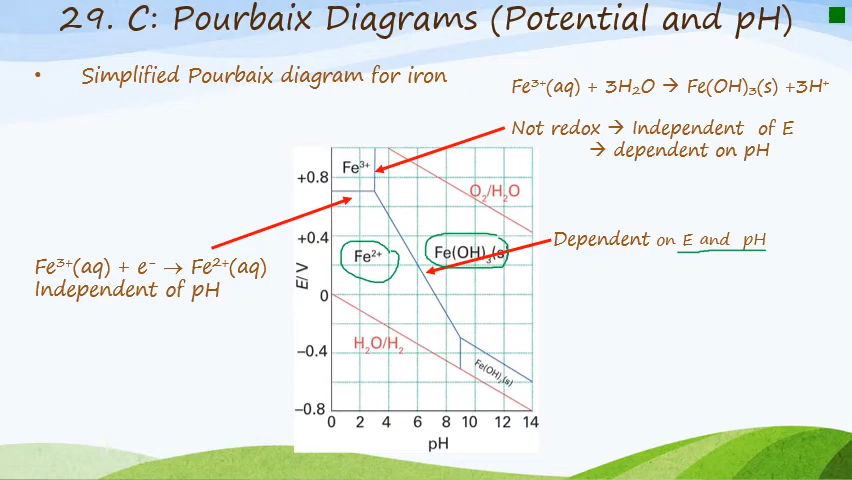 29. C: Pourbaix Diagrams (Potential and pH)
• Simplified Pourbaix diagram for iron
Fe³⁺(aq) + 3H₂O → Fe(OH)₃(s) +3H⁺
Not redox → Independent of E
→ dependent on pH
Fe³⁺
+0.8
O₂/H₂O
+0.4
Dependent on E and pH
Fe²⁺
Fe(OH)₃(s)
Fe³⁺(aq) + e⁻ → Fe²⁺(aq)
Independent of pH
E/V
0
H₂O/H₂
−0.4
Fe(OH)₂(s)
−0.8
0 2 4 6 8 10 12 14
pH